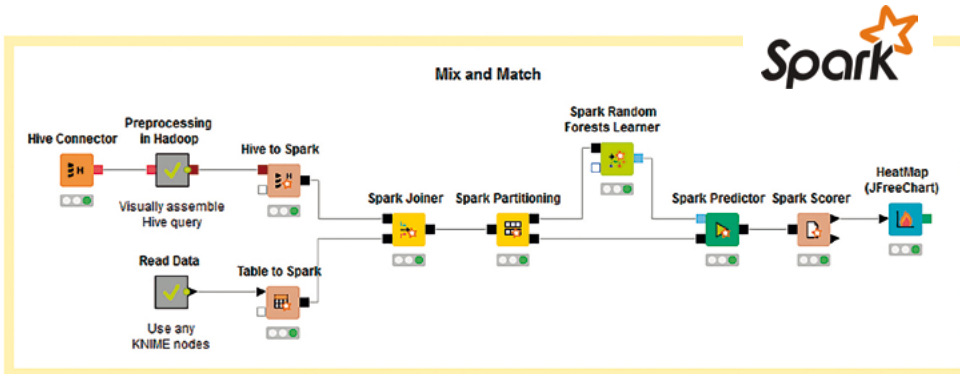 Spark
Mix and Match
Hive Connector
Preprocessing
in Hadoop
Hive to Spark
Visually assemble
Hive query
Read Data
Use any
KNIME nodes
Table to Spark
Spark Joiner
Spark Partitioning
Spark Random
Forests Learner
Spark Predictor
Spark Scorer
HeatMap
(JFreeChart)